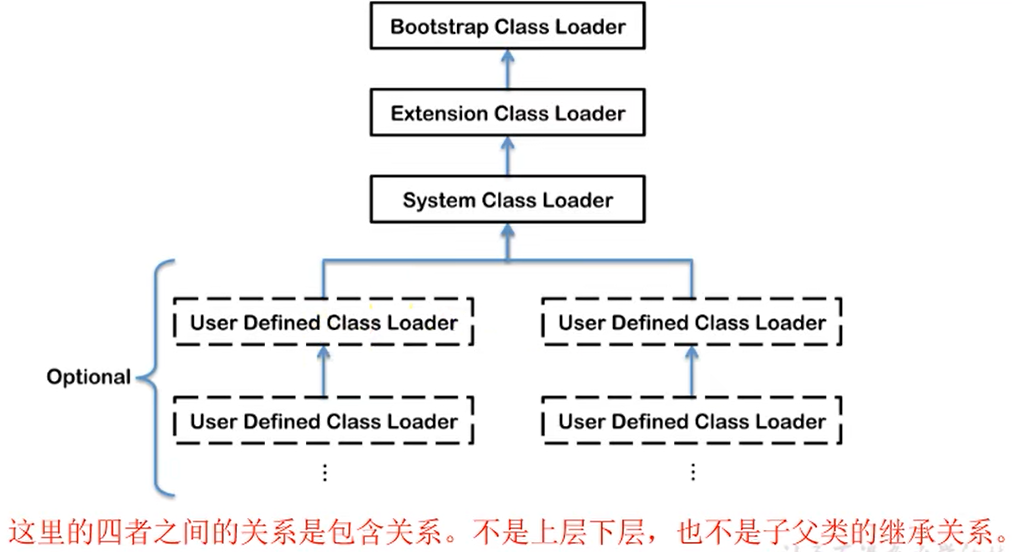 Bootstrap Class Loader
Extension Class Loader
System Class Loader
User Defined Class Loader
User Defined Class Loader
Optional
User Defined Class Loader
User Defined Class Loader
这里的四者之间的关系是包含关系。不是上层下层，也不是子父类的继承关系。